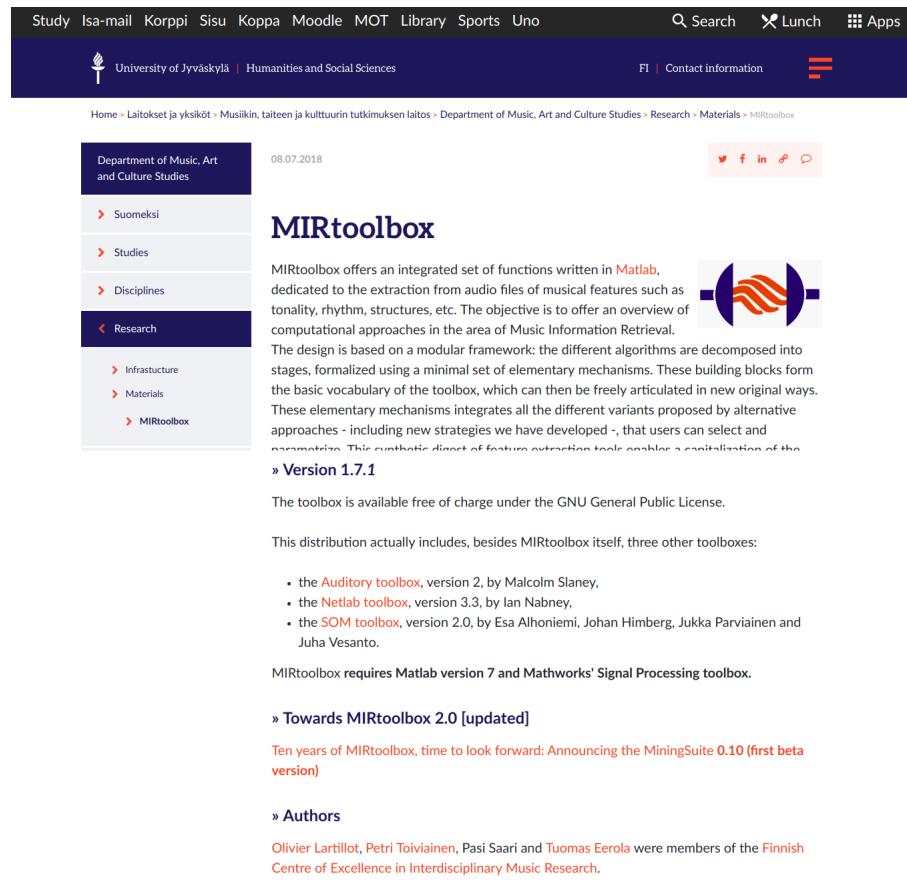 Study Isa-mail Korppi Sisu Koppa Moodle MOT Library Sports Uno Search Lunch Apps
University of Jyväskylä | Humanities and Social Sciences FI | Contact information
Home > Laitokset ja yksiköt > Musiikin, taiteen ja kulttuurin tutkimuksen laitos > Department of Music, Art and Culture Studies > Research > Materials > MIRtoolbox
Department of Music, Art
and Culture Studies
Suomeksi
Studies
Disciplines
Research
Infrastucture
Materials
MIRtoolbox
08.07.2018
MIRtoolbox
MIRtoolbox offers an integrated set of functions written in Matlab,
dedicated to the extraction from audio files of musical features such as
tonality, rhythm, structures, etc. The objective is to offer an overview of
computational approaches in the area of Music Information Retrieval.
The design is based on a modular framework: the different algorithms are decomposed into
stages, formalized using a minimal set of elementary mechanisms. These building blocks form
the basic vocabulary of the toolbox, which can then be freely articulated in new original ways.
These elementary mechanisms integrates all the different variants proposed by alternative
approaches - including new strategies we have developed -, that users can select and
parametrize. This synthetic digest of feature extraction tools enables a capitalization of the
» Version 1.7.1
The toolbox is available free of charge under the GNU General Public License.
This distribution actually includes, besides MIRtoolbox itself, three other toolboxes:
• the Auditory toolbox, version 2, by Malcolm Slaney,
• the Netlab toolbox, version 3.3, by Ian Nabney,
• the SOM toolbox, version 2.0, by Esa Alhoniemi, Johan Himberg, Jukka Parviainen and
Juha Vesanto.
MIRtoolbox requires Matlab version 7 and Mathworks' Signal Processing toolbox.
» Towards MIRtoolbox 2.0 [updated]
Ten years of MIRtoolbox, time to look forward: Announcing the MiningSuite 0.10 (first beta
version)
» Authors
Olivier Lartillot, Petri Toiviainen, Pasi Saari and Tuomas Eerola were members of the Finnish
Centre of Excellence in Interdisciplinary Music Research.